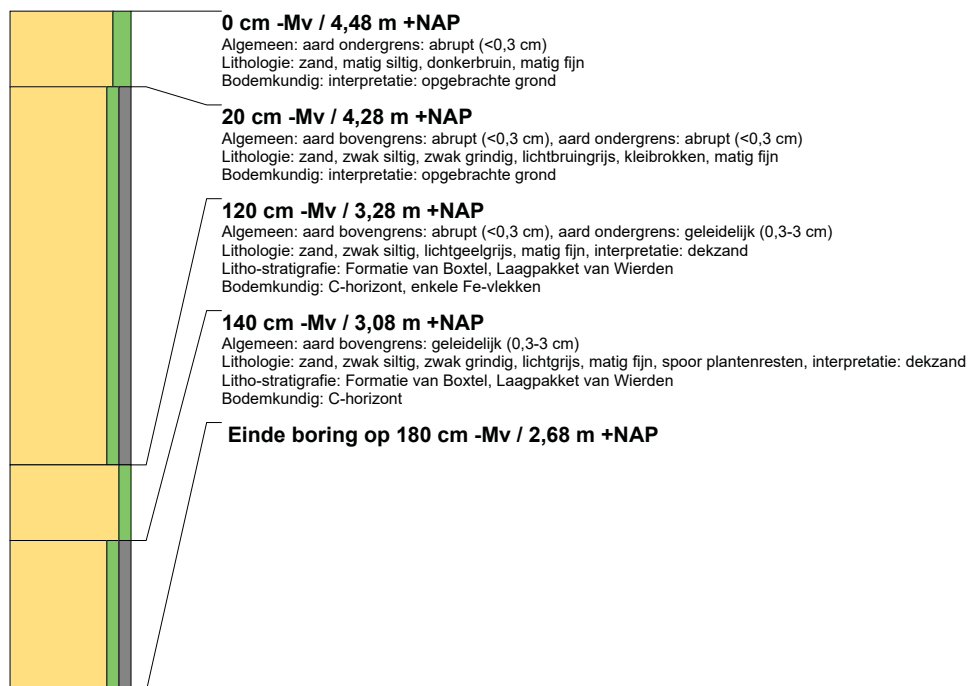 0 cm -Mv / 4,48 m +NAP
Algemeen: aard ondergrens: abrupt (<0,3 cm)
Lithologie: zand, matig siltig, donkerbruin, matig fijn
Bodemkundig: interpretatie: opgebrachte grond
20 cm -Mv / 4,28 m +NAP
Algemeen: aard bovengrens: abrupt (<0,3 cm), aard ondergrens: abrupt (<0,3 cm)
Lithologie: zand, zwak siltig, zwak grindig, lichtbruingrijs, kleibrokken, matig fijn
Bodemkundig: interpretatie: opgebrachte grond
120 cm -Mv / 3,28 m +NAP
Algemeen: aard bovengrens: abrupt (<0,3 cm), aard ondergrens: geleidelijk (0,3-3 cm)
Lithologie: zand, zwak siltig, lichtgeelgrijs, matig fijn, interpretatie: dekzand
Litho-stratigrafie: Formatie van Boxtel, Laagpakket van Wierden
Bodemkundig: C-horizont, enkele Fe-vlekken
140 cm -Mv / 3,08 m +NAP
Algemeen: aard bovengrens: geleidelijk (0,3-3 cm)
Lithologie: zand, zwak siltig, zwak grindig, lichtgrijs, matig fijn, spoor plantenresten, interpretatie: dekzand
Litho-stratigrafie: Formatie van Boxtel, Laagpakket van Wierden
Bodemkundig: C-horizont
Einde boring op 180 cm -Mv / 2,68 m +NAP